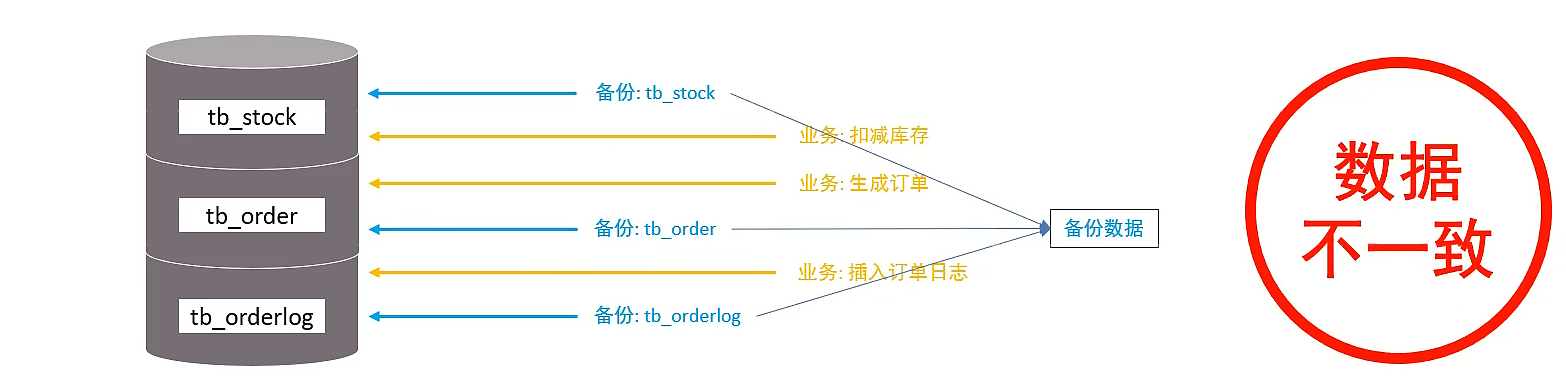 tb_stock
tb_order
tb_orderlog
备份: tb_stock
业务: 扣减库存
业务: 生成订单
备份: tb_order
业务: 插入订单日志
备份: tb_orderlog
备份数据
数据
不一致